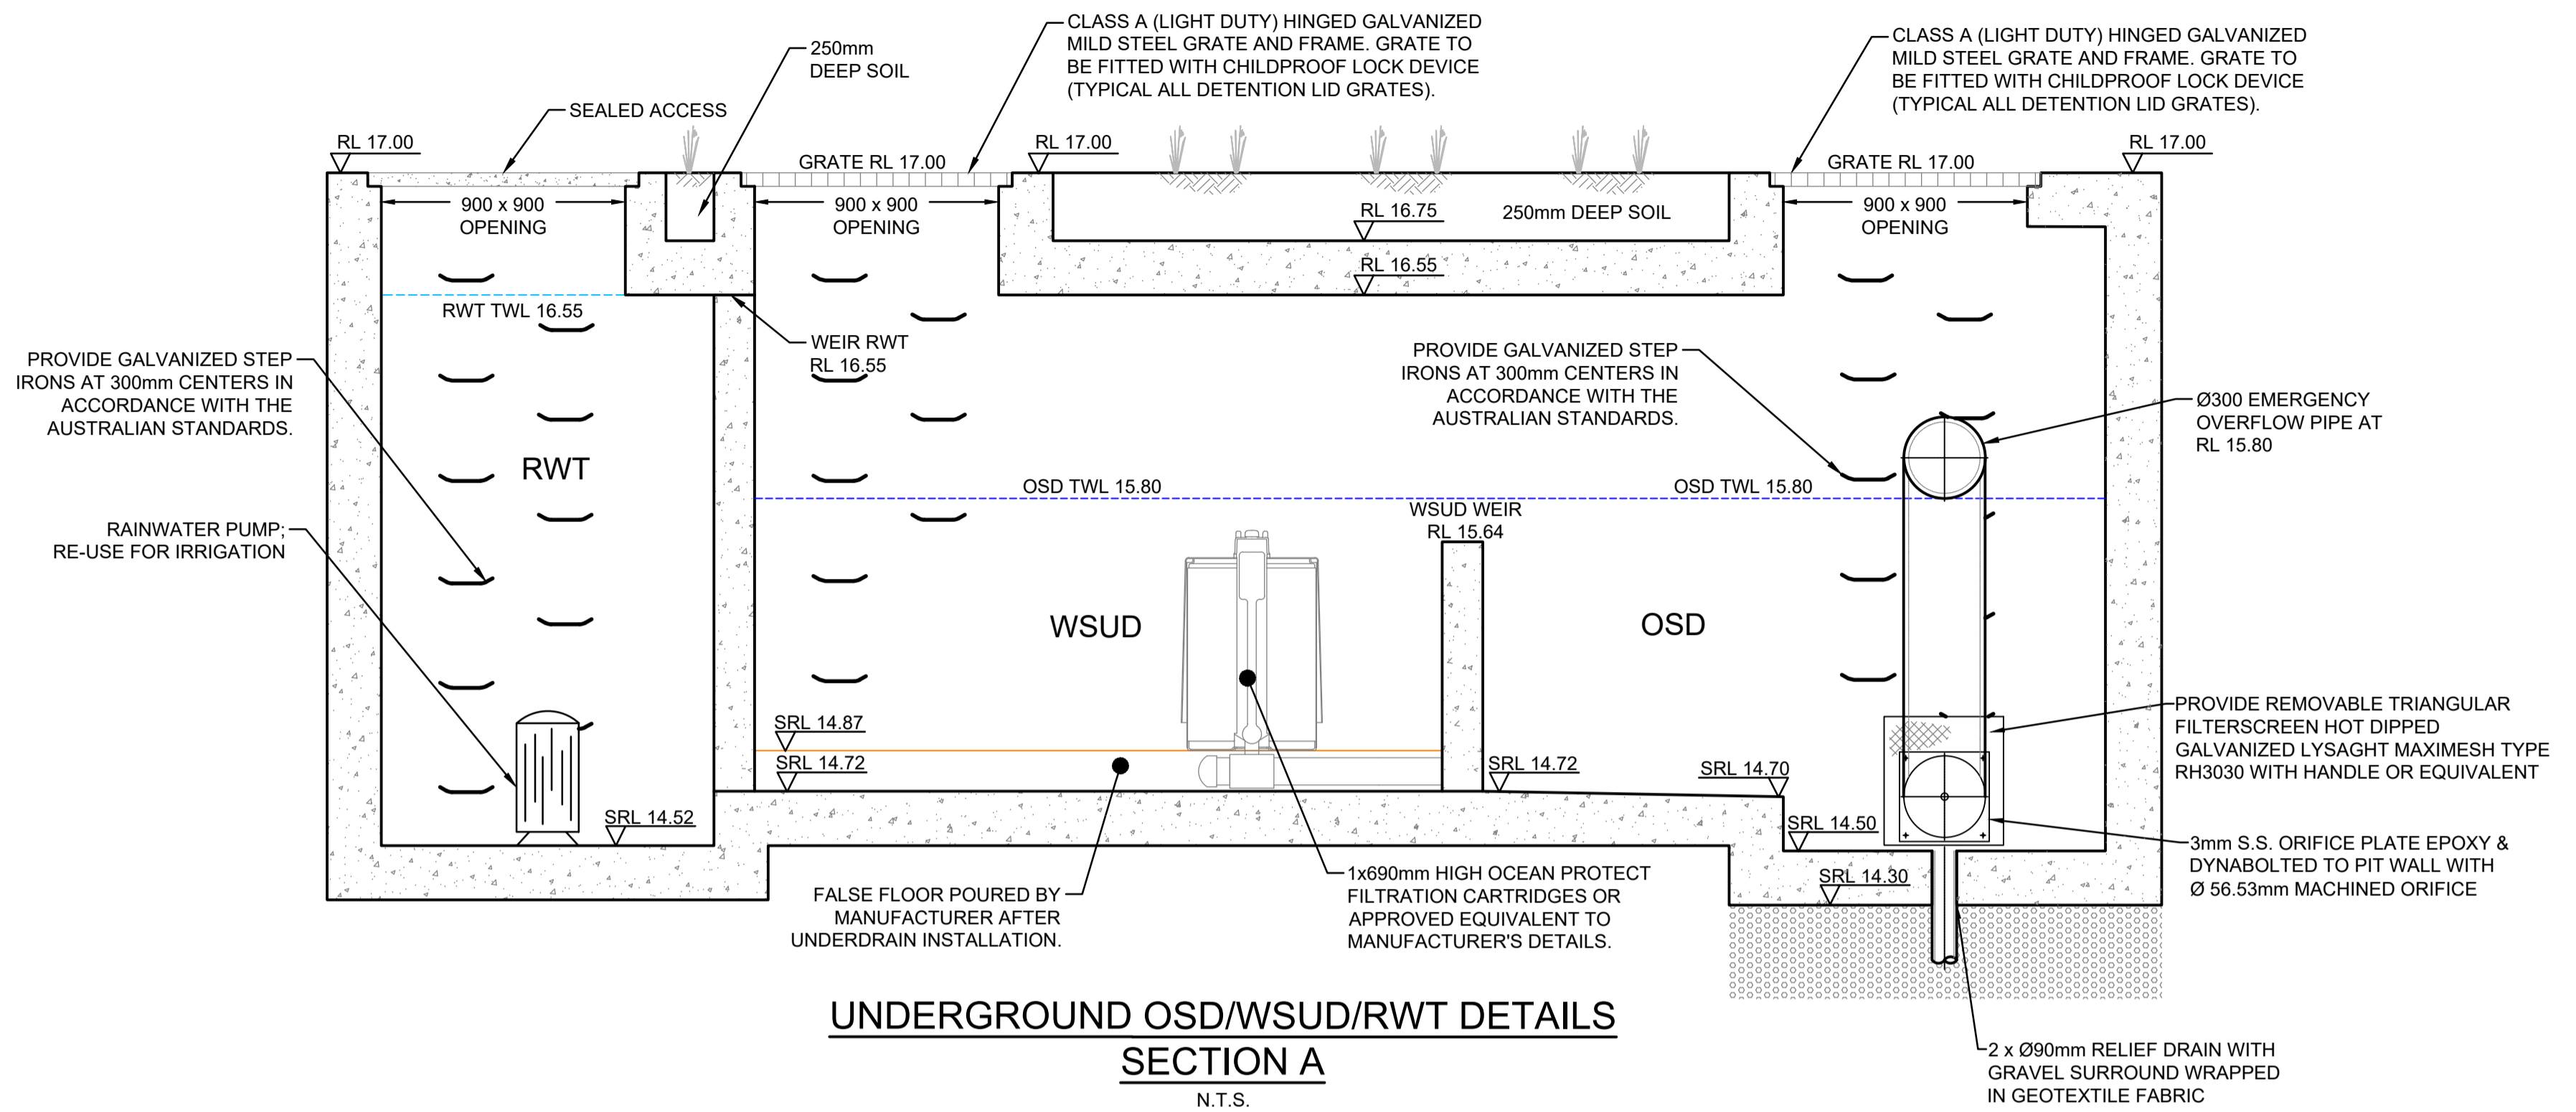 CLASS A (LIGHT DUTY) HINGED GALVANIZED
MILD STEEL GRATE AND FRAME. GRATE TO
BE FITTED WITH CHILDPROOF LOCK DEVICE
(TYPICAL ALL DETENTION LID GRATES).
CLASS A (LIGHT DUTY) HINGED GALVANIZED
MILD STEEL GRATE AND FRAME. GRATE TO
BE FITTED WITH CHILDPROOF LOCK DEVICE
(TYPICAL ALL DETENTION LID GRATES).
250mm
DEEP SOIL
SEALED ACCESS
RL 17.00
GRATE RL 17.00
RL 17.00
GRATE RL 17.00
RL 17.00
900 x 900
OPENING
900 x 900
OPENING
RL 16.75
250mm DEEP SOIL
900 x 900
OPENING
RL 16.55
RWT TWL 16.55
WEIR RWT
RL 16.55
PROVIDE GALVANIZED STEP
IRONS AT 300mm CENTERS IN
ACCORDANCE WITH THE
AUSTRALIAN STANDARDS.
PROVIDE GALVANIZED STEP
IRONS AT 300mm CENTERS IN
ACCORDANCE WITH THE
AUSTRALIAN STANDARDS.
Ø300 EMERGENCY
OVERFLOW PIPE AT
RL 15.80
RWT
OSD TWL 15.80
OSD TWL 15.80
WSUD WEIR
RL 15.64
RAINWATER PUMP;
RE-USE FOR IRRIGATION
WSUD
OSD
PROVIDE REMOVABLE TRIANGULAR
FILTERSCREEN HOT DIPPED
GALVANIZED LYSAGHT MAXIMESH TYPE
RH3030 WITH HANDLE OR EQUIVALENT
SRL 14.87
SRL 14.72
SRL 14.72
SRL 14.70
SRL 14.52
SRL 14.50
3mm S.S. ORIFICE PLATE EPOXY &
DYNABOLTED TO PIT WALL WITH
Ø 56.53mm MACHINED ORIFICE
SRL 14.30
FALSE FLOOR POURED BY
MANUFACTURER AFTER
UNDERDRAIN INSTALLATION.
1x690mm HIGH OCEAN PROTECT
FILTRATION CARTRIDGES OR
APPROVED EQUIVALENT TO
MANUFACTURER'S DETAILS.
UNDERGROUND OSD/WSUD/RWT DETAILS
SECTION A
N.T.S.
2 x Ø90mm RELIEF DRAIN WITH
GRAVEL SURROUND WRAPPED
IN GEOTEXTILE FABRIC